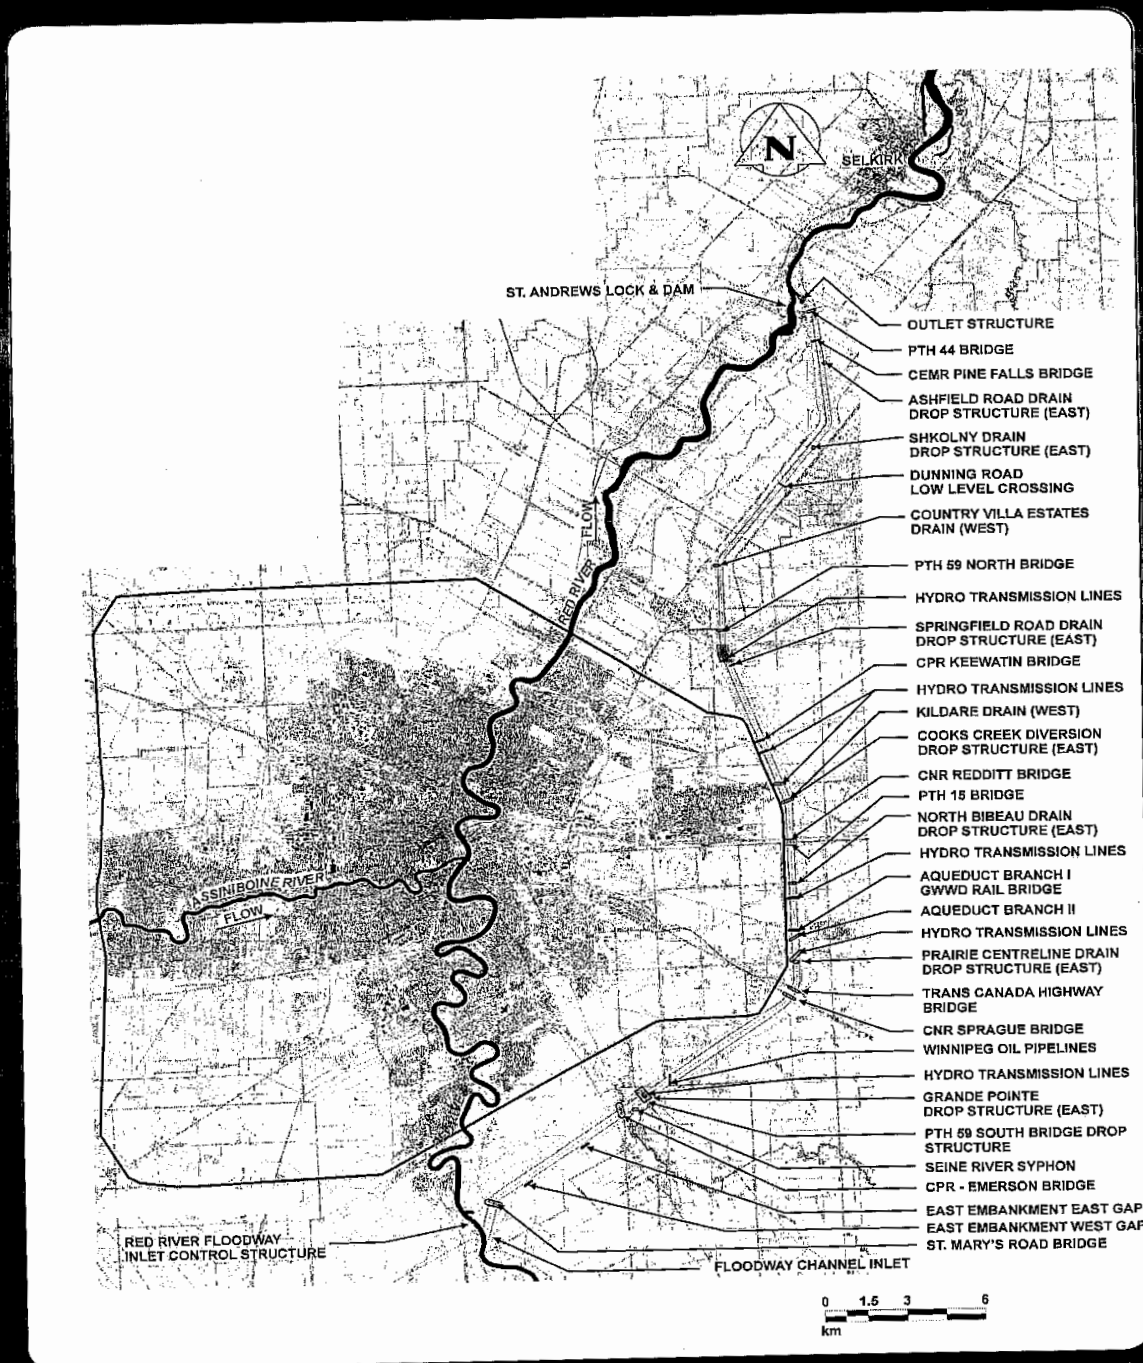 N
SELKIRK
ST. ANDREWS LOCK & DAM
OUTLET STRUCTURE
PTH 44 BRIDGE
CEMR PINE FALLS BRIDGE
ASHFIELD ROAD DRAIN
DROP STRUCTURE (EAST)
SHKOLNY DRAIN
DROP STRUCTURE (EAST)
DUNNING ROAD
LOW LEVEL CROSSING
COUNTRY VILLA ESTATES
DRAIN (WEST)
FLOW
PTH 59 NORTH BRIDGE
RED RIVER
HYDRO TRANSMISSION LINES
SPRINGFIELD ROAD DRAIN
DROP STRUCTURE (EAST)
CPR KEEWATIN BRIDGE
HYDRO TRANSMISSION LINES
KILDARE DRAIN (WEST)
COOKS CREEK DIVERSION
DROP STRUCTURE (EAST)
CNR REDDITT BRIDGE
PTH 15 BRIDGE
NORTH BIBEAU DRAIN
DROP STRUCTURE (EAST)
HYDRO TRANSMISSION LINES
AQUEDUCT BRANCH I
GWWD RAIL BRIDGE
ASSINIBOINE RIVER
FLOW
AQUEDUCT BRANCH II
HYDRO TRANSMISSION LINES
PRAIRIE CENTRELINE DRAIN
DROP STRUCTURE (EAST)
TRANS CANADA HIGHWAY
BRIDGE
CNR SPRAGUE BRIDGE
WINNIPEG OIL PIPELINES
HYDRO TRANSMISSION LINES
GRANDE POINTE
DROP STRUCTURE (EAST)
PTH 59 SOUTH BRIDGE DROP
STRUCTURE
SEINE RIVER SYPHON
CPR - EMERSON BRIDGE
EAST EMBANKMENT EAST GAP
EAST EMBANKMENT WEST GAP
ST. MARY'S ROAD BRIDGE
RED RIVER FLOODWAY
INLET CONTROL STRUCTURE
FLOODWAY CHANNEL INLET
0 1.5 3 6
km